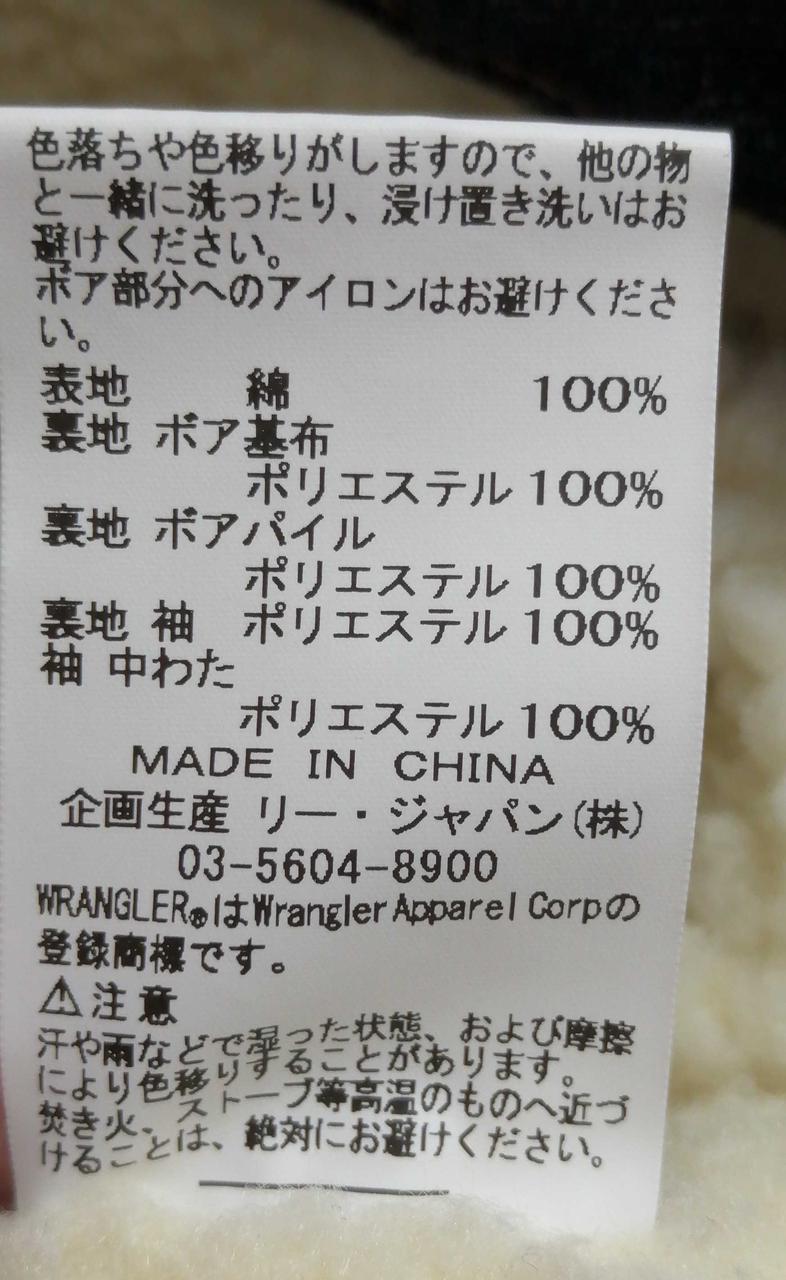 色落ちや色移りがしますので、他の物
と一緒に洗ったり、浸け置き洗いはお
避けください。
ボア部分へのアイロンはお避けくださ
い。
表地 綿 100%
裏地 ボア基布
ポリエステル 100%
裏地 ボアパイル
ポリエステル 100%
裏地 袖 ポリエステル 100%
袖 中わた
ポリエステル 100%
MADE IN CHINA
企画生産 リー・ジャパン(株)
03-5604-8900
WRANGLER®はWrangler Apparel Corpの
登録商標です。
⚠注意
汗や雨などで湿った状態、および摩擦
により色移りすることがあります。
焚き火、ストーブ等高温のものへ近づ
けることは、絶対にお避けください。